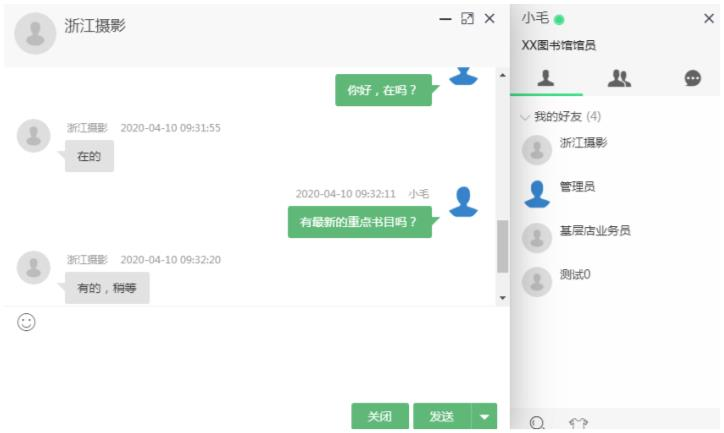 浙江摄影
你好，在吗？
浙江摄影 2020-04-10 09:31:55
在的
2020-04-10 09:32:11 小毛
有最新的重点书目吗？
浙江摄影 2020-04-10 09:32:20
有的，稍等
关闭
发送
小毛
XX图书馆馆员
我的好友 (4)
浙江摄影
管理员
基层店业务员
测试0